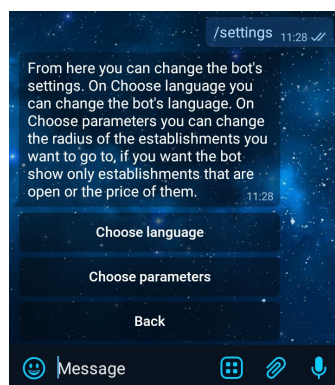 /settings 11:28
From here you can change the bot's
settings. On Choose language you
can change the bot's language. On
Choose parameters you can change
the radius of the establishments you
want to go to, if you want the bot
show only establishments that are
open or the price of them.
11:28
Choose language
Choose parameters
Back
Message